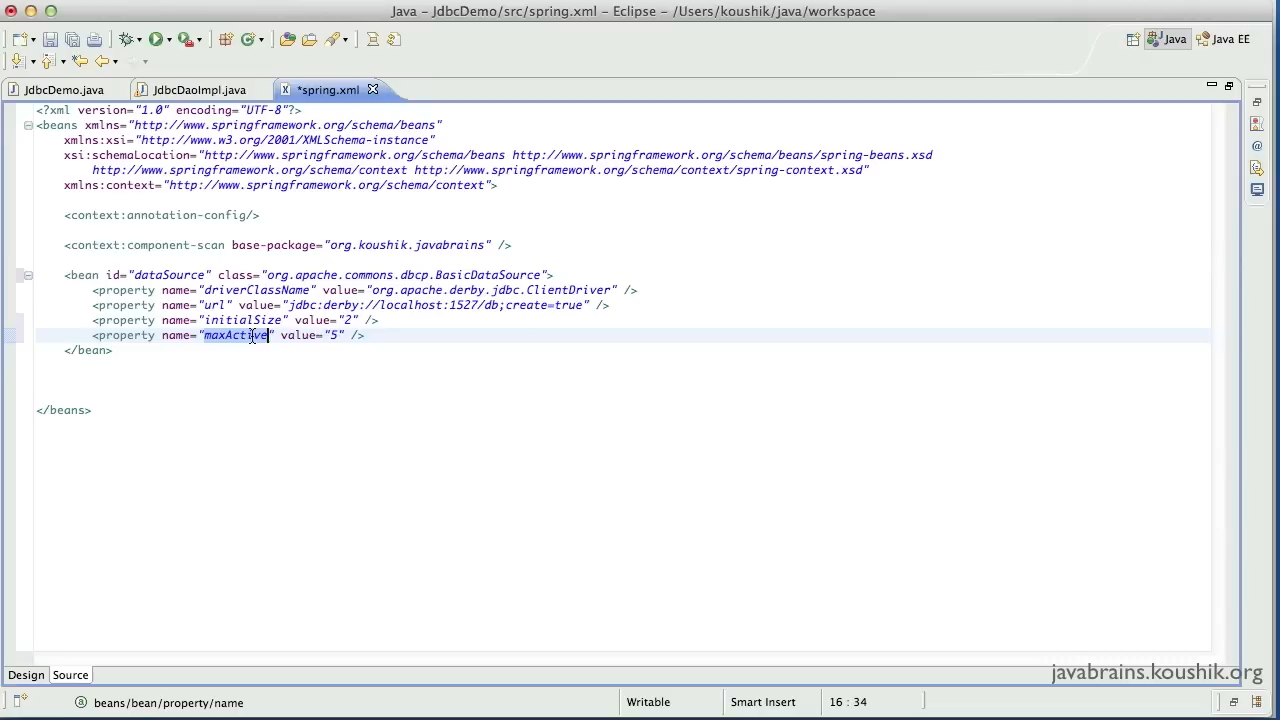 Java - JdbcDemo/src/spring.xml - Eclipse - /Users/koushik/java/workspace
Java
Java EE
JdbcDemo.java
JdbcDaoImpl.java
*spring.xml
<?xml version="1.0" encoding="UTF-8"?>
<beans xmlns="http://www.springframework.org/schema/beans"
xmlns:xsi="http://www.w3.org/2001/XMLSchema-instance"
xsi:schemaLocation="http://www.springframework.org/schema/beans http://www.springframework.org/schema/beans/spring-beans.xsd
http://www.springframework.org/schema/context http://www.springframework.org/schema/context/spring-context.xsd"
xmlns:context="http://www.springframework.org/schema/context">
<context:annotation-config/>
<context:component-scan base-package="org.koushik.javabrains" />
<bean id="dataSource" class="org.apache.commons.dbcp.BasicDataSource">
<property name="driverClassName" value="org.apache.derby.jdbc.ClientDriver" />
<property name="url" value="jdbc:derby://localhost:1527/db;create=true" />
<property name="initialSize" value="2" />
<property name="maxActive" value="5" />
</bean>
</beans>
Design
Source
javabrains.koushik.org
beans/bean/property/name
Writable
Smart Insert
16 : 34